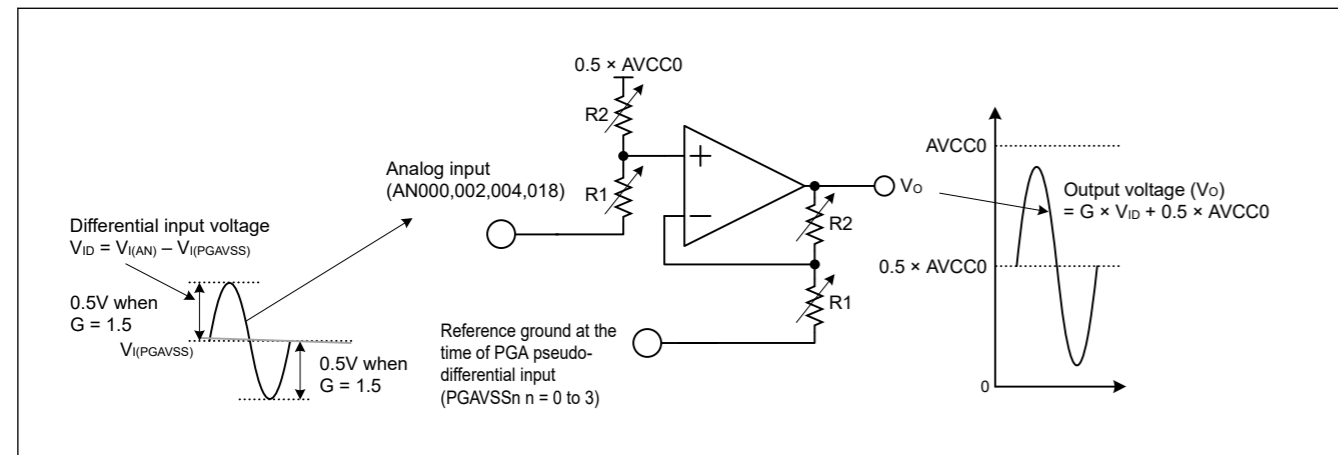 0.5 × AVCC0
R2
Analog input
(AN000,002,004,018)
R1
+
−
Vo
R2
R1
Differential input voltage
VID = VI(AN) – VI(PGAVSS)
0.5V when
G = 1.5
VI(PGAVSS)
0.5V when
G = 1.5
Reference ground at the
time of PGA pseudo-
differential input
(PGAVSSn n = 0 to 3)
AVCC0
Output voltage (Vo)
= G × VID + 0.5 × AVCC0
0.5 × AVCC0
0